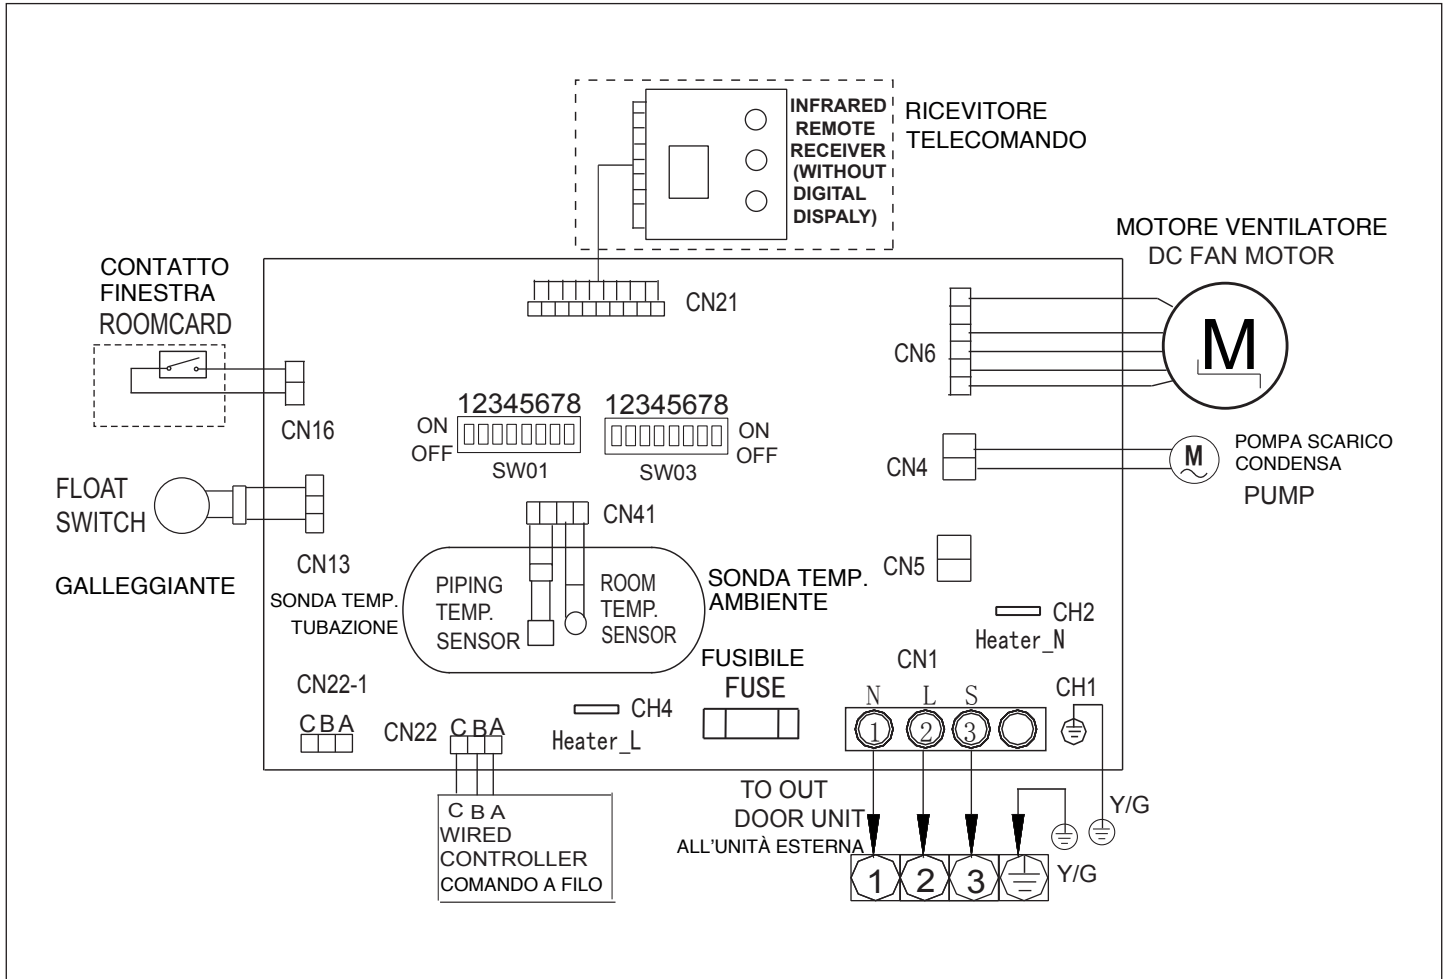 INFRARED
REMOTE
RECEIVER
(WITHOUT
DIGITAL
DISPALY)
RICEVITORE
TELECOMANDO
MOTORE VENTILATORE
DC FAN MOTOR
M
CONTATTO
FINESTRA
ROOMCARD
CN21
CN6
CN16
12345678
ON
OFF
SW01
12345678
ON
OFF
SW03
CN4
M
POMPA SCARICO
CONDENSA
PUMP
FLOAT
SWITCH
GALLEGGIANTE
CN13
CN41
CN5
SONDA TEMP.
TUBAZIONE
PIPING
TEMP.
SENSOR
ROOM
TEMP.
SENSOR
SONDA TEMP.
AMBIENTE
CH2
Heater_N
CN22-1
C B A
CN22
C B A
CH4
Heater_L
FUSIBILE
FUSE
CN1
N L S
1 2 3
CH1
C B A
WIRED
CONTROLLER
COMANDO A FILO
TO OUT
DOOR UNIT
ALL'UNITÀ ESTERNA
1 2 3
Y/G
Y/G